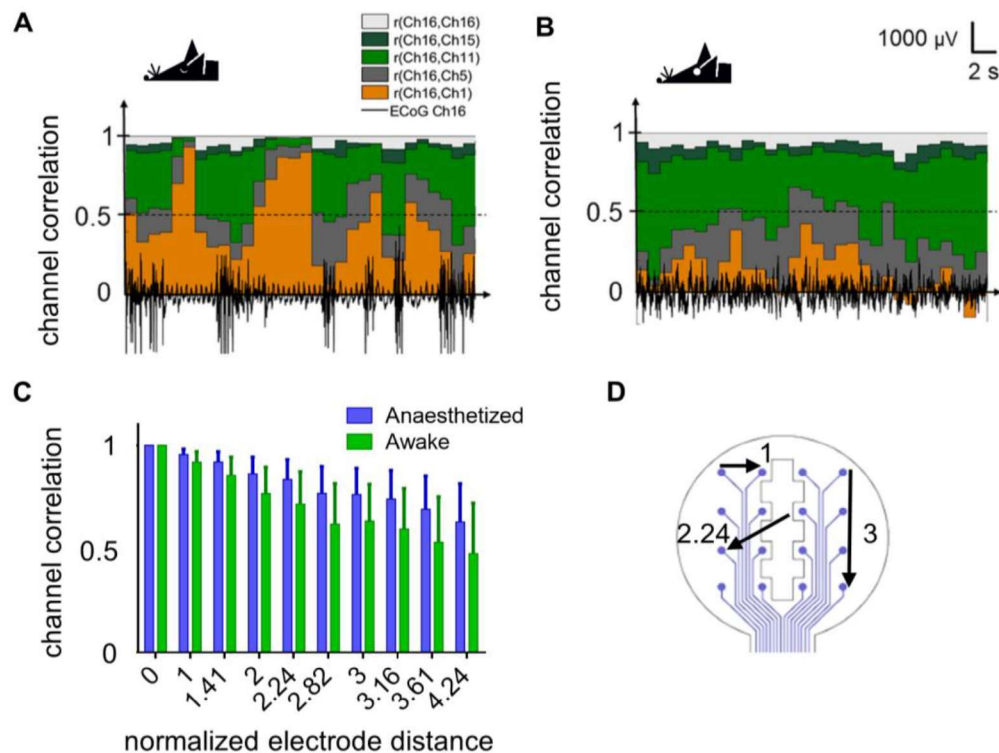 A
r(Ch16,Ch16)
r(Ch16,Ch15)
r(Ch16,Ch11)
r(Ch16,Ch5)
r(Ch16,Ch1)
ECoG Ch16
channel correlation
1
0.5
0
B
1000 µV
2 s
channel correlation
1
0.5
0
C
Anaesthetized
Awake
channel correlation
1
0.5
0
0
1
1.41
2
2.24
2.82
3
3.16
3.61
4.24
normalized electrode distance
D
1
2.24
3